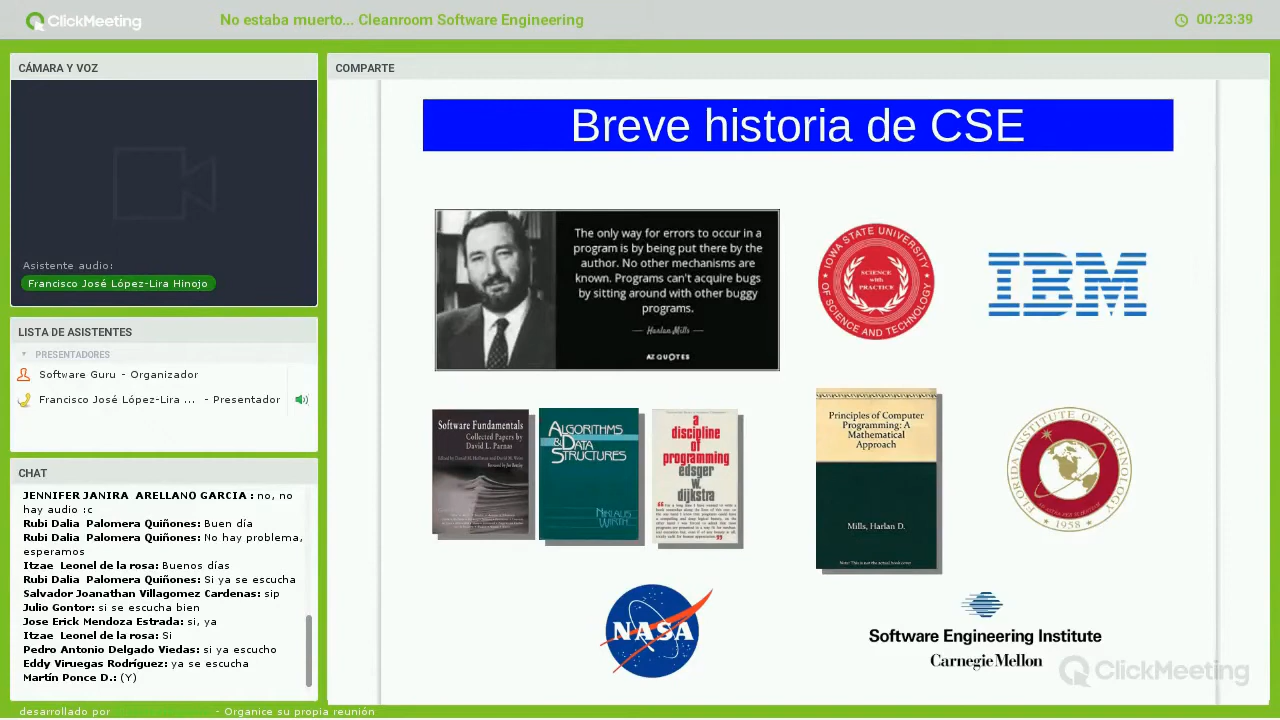 ClickMeeting
No estaba muerto... Cleanroom Software Engineering
00:23:39
CÁMARA Y VOZ
Asistente audio:
Francisco José López-Lira Hinojo
LISTA DE ASISTENTES
PRESENTADORES
Software Guru - Organizador
Francisco José López-Lira ... - Presentador
CHAT
JENNIFER JANIRA ARELLANO GARCIA : no, no
hay audio :c
Rubi Dalia Palomera Quiñones: Buen día
Rubi Dalia Palomera Quiñones: No hay problema,
esperamos
Itzae Leonel de la rosa: Buenos días
Rubi Dalia Palomera Quiñones: Si ya se escucha
Salvador Joanathan Villagomez Cardenas: sip
Julio Gontor: si se escucha bien
Jose Erick Mendoza Estrada: si, ya
Itzae Leonel de la rosa: Si
Pedro Antonio Delgado Viedas: si ya escucho
Eddy Viruegas Rodríguez: ya se escucha
Martín Ponce D.: (Y)
COMPARTE
Breve historia de CSE
The only way for errors to occur in a
program is by being put there by the
author. No other mechanisms are
known. Programs can't acquire bugs
by sitting around with other buggy
programs.
— Harlan Mills —
AZ QUOTES
IOWA STATE UNIVERSITY
SCIENCE
with
PRACTICE
OF SCIENCE AND TECHNOLOGY
IBM
Software Fundamentals
Collected Papers by
David L. Parnas
ALGORITHMS
& DATA
STRUCTURES
NIKLAUS
WIRTH
a
discipline
of
programming
edsger
w.
dijkstra
Principles of Computer
Programming: A
Mathematical
Approach
Mills, Harlan D.
Note! This is not the actual book cover
FLORIDA INSTITUTE OF TECHNOLOGY
1958
NASA
Software Engineering Institute
Carnegie Mellon
ClickMeeting
desarrollado por
- Organice su propia reunión